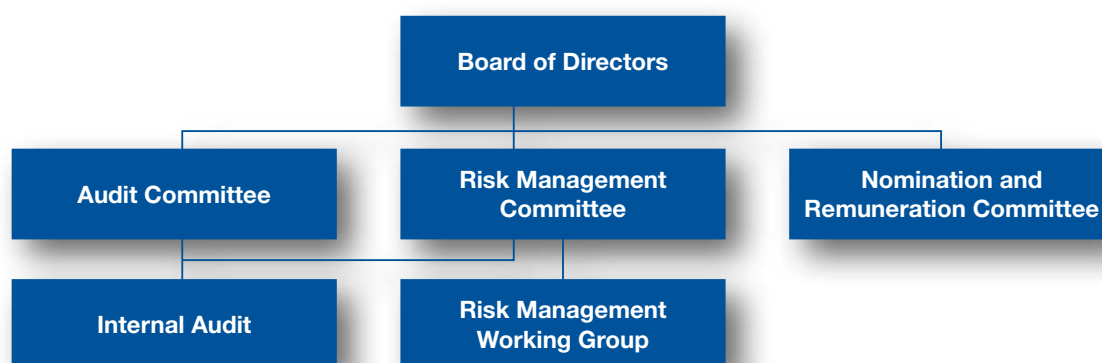 Board of Directors
Audit Committee
Risk Management
Committee
Nomination and
Remuneration Committee
Internal Audit
Risk Management
Working Group